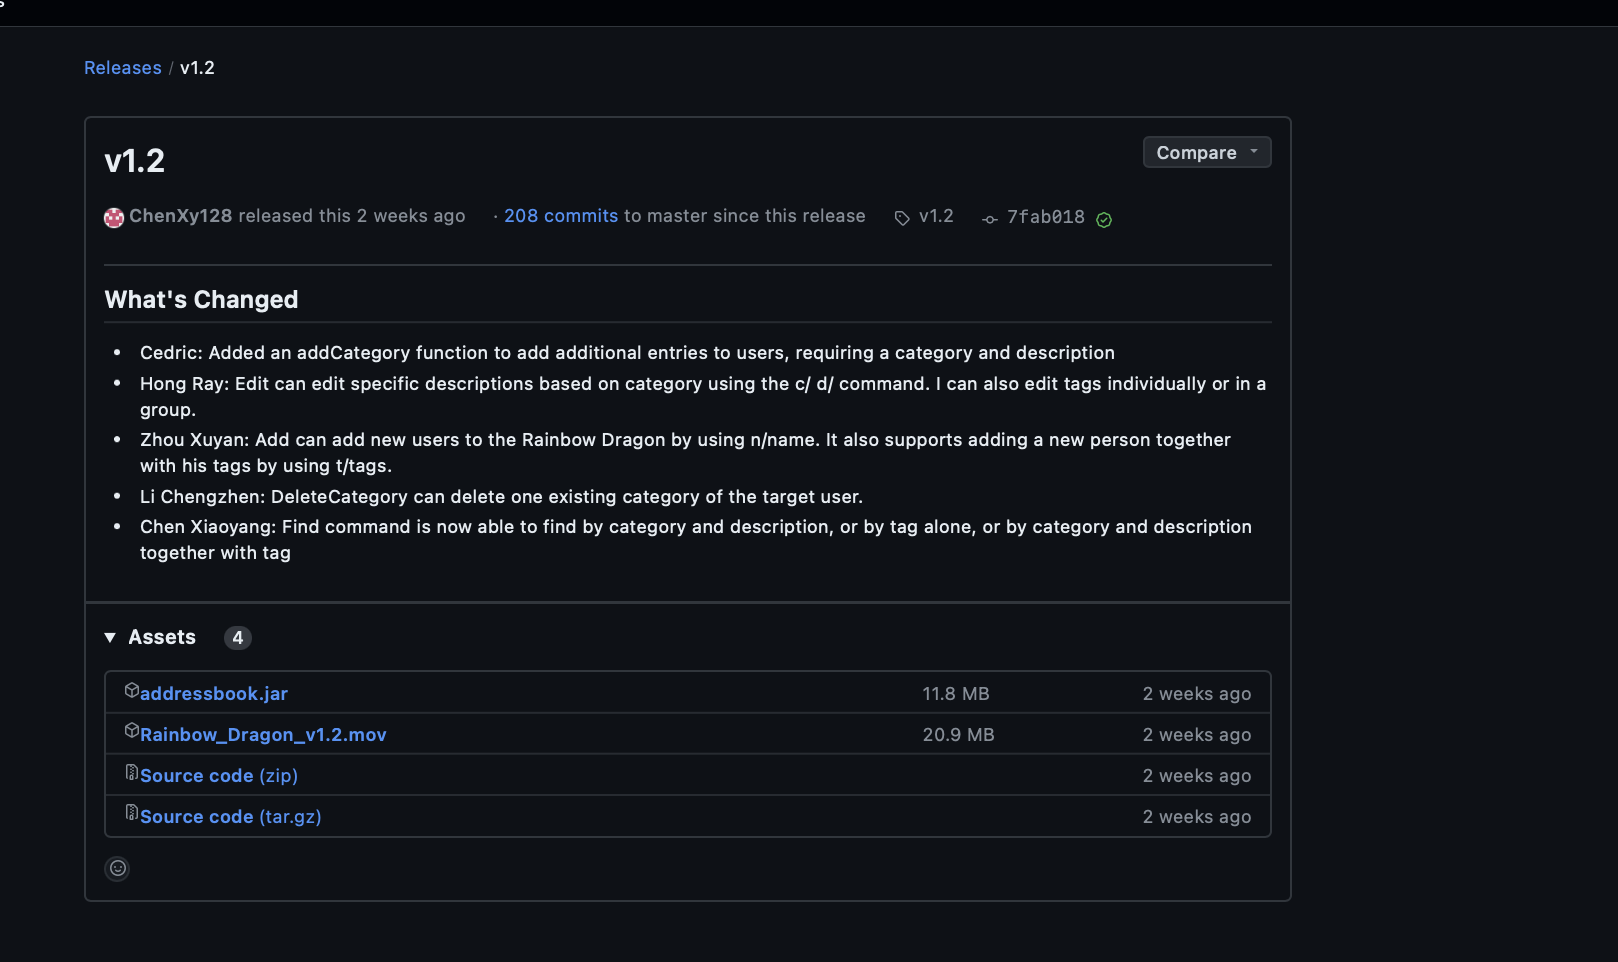 Releases / v1.2
v1.2
Compare
ChenXy128 released this 2 weeks ago · 208 commits to master since this release v1.2 7fab018
What's Changed
• Cedric: Added an addCategory function to add additional entries to users, requiring a category and description
• Hong Ray: Edit can edit specific descriptions based on category using the c/ d/ command. I can also edit tags individually or in a
group.
• Zhou Xuyan: Add can add new users to the Rainbow Dragon by using n/name. It also supports adding a new person together
with his tags by using t/tags.
• Li Chengzhen: DeleteCategory can delete one existing category of the target user.
• Chen Xiaoyang: Find command is now able to find by category and description, or by tag alone, or by category and description
together with tag
Assets 4
addressbook.jar 11.8 MB 2 weeks ago
Rainbow_Dragon_v1.2.mov 20.9 MB 2 weeks ago
Source code (zip) 2 weeks ago
Source code (tar.gz) 2 weeks ago